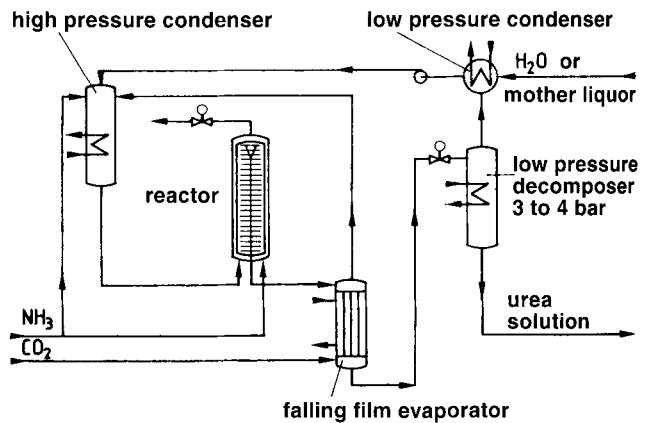 high pressure condenser
low pressure condenser
H₂O or
mother liquor
low pressure
decomposer
3 to 4 bar
reactor
urea
solution
NH₃
CO₂
falling film evaporator